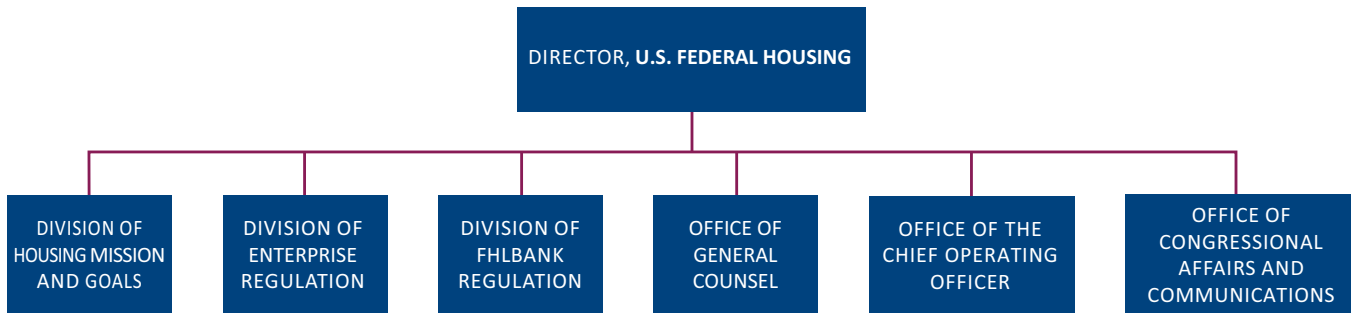 DIRECTOR, U.S. FEDERAL HOUSING
DIVISION OF
HOUSING MISSION
AND GOALS
DIVISION OF
ENTERPRISE
REGULATION
DIVISION OF
FHLBANK
REGULATION
OFFICE OF
GENERAL
COUNSEL
OFFICE OF THE
CHIEF OPERATING
OFFICER
OFFICE OF
CONGRESSIONAL
AFFAIRS AND
COMMUNICATIONS